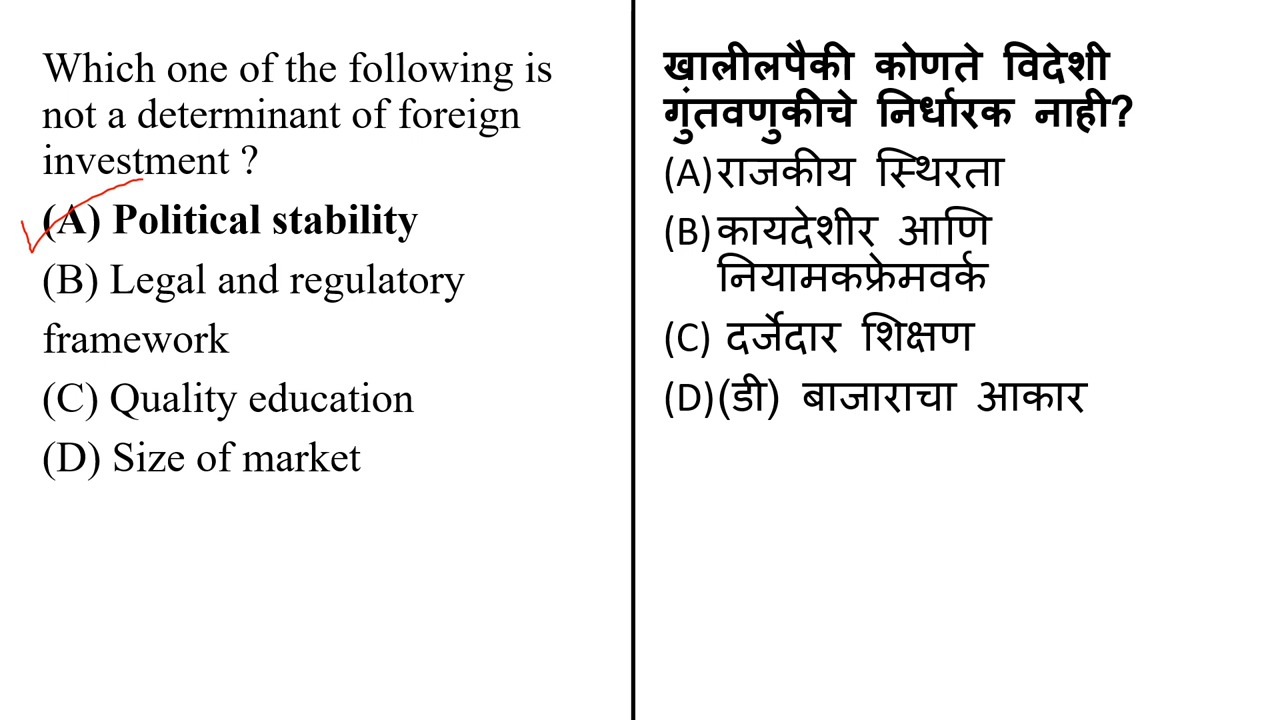 Which one of the following is
not a determinant of foreign
investment ?
(A) Political stability
(B) Legal and regulatory
framework
(C) Quality education
(D) Size of market
खालीलपैकी कोणते विदेशी
गुंतवणुकीचे निर्धारक नाही?
(A) राजकीय स्थिरता
(B) कायदेशीर आणि
नियामकफ्रेमवर्क
(C) दर्जेदार शिक्षण
(D) (डी) बाजाराचा आकार